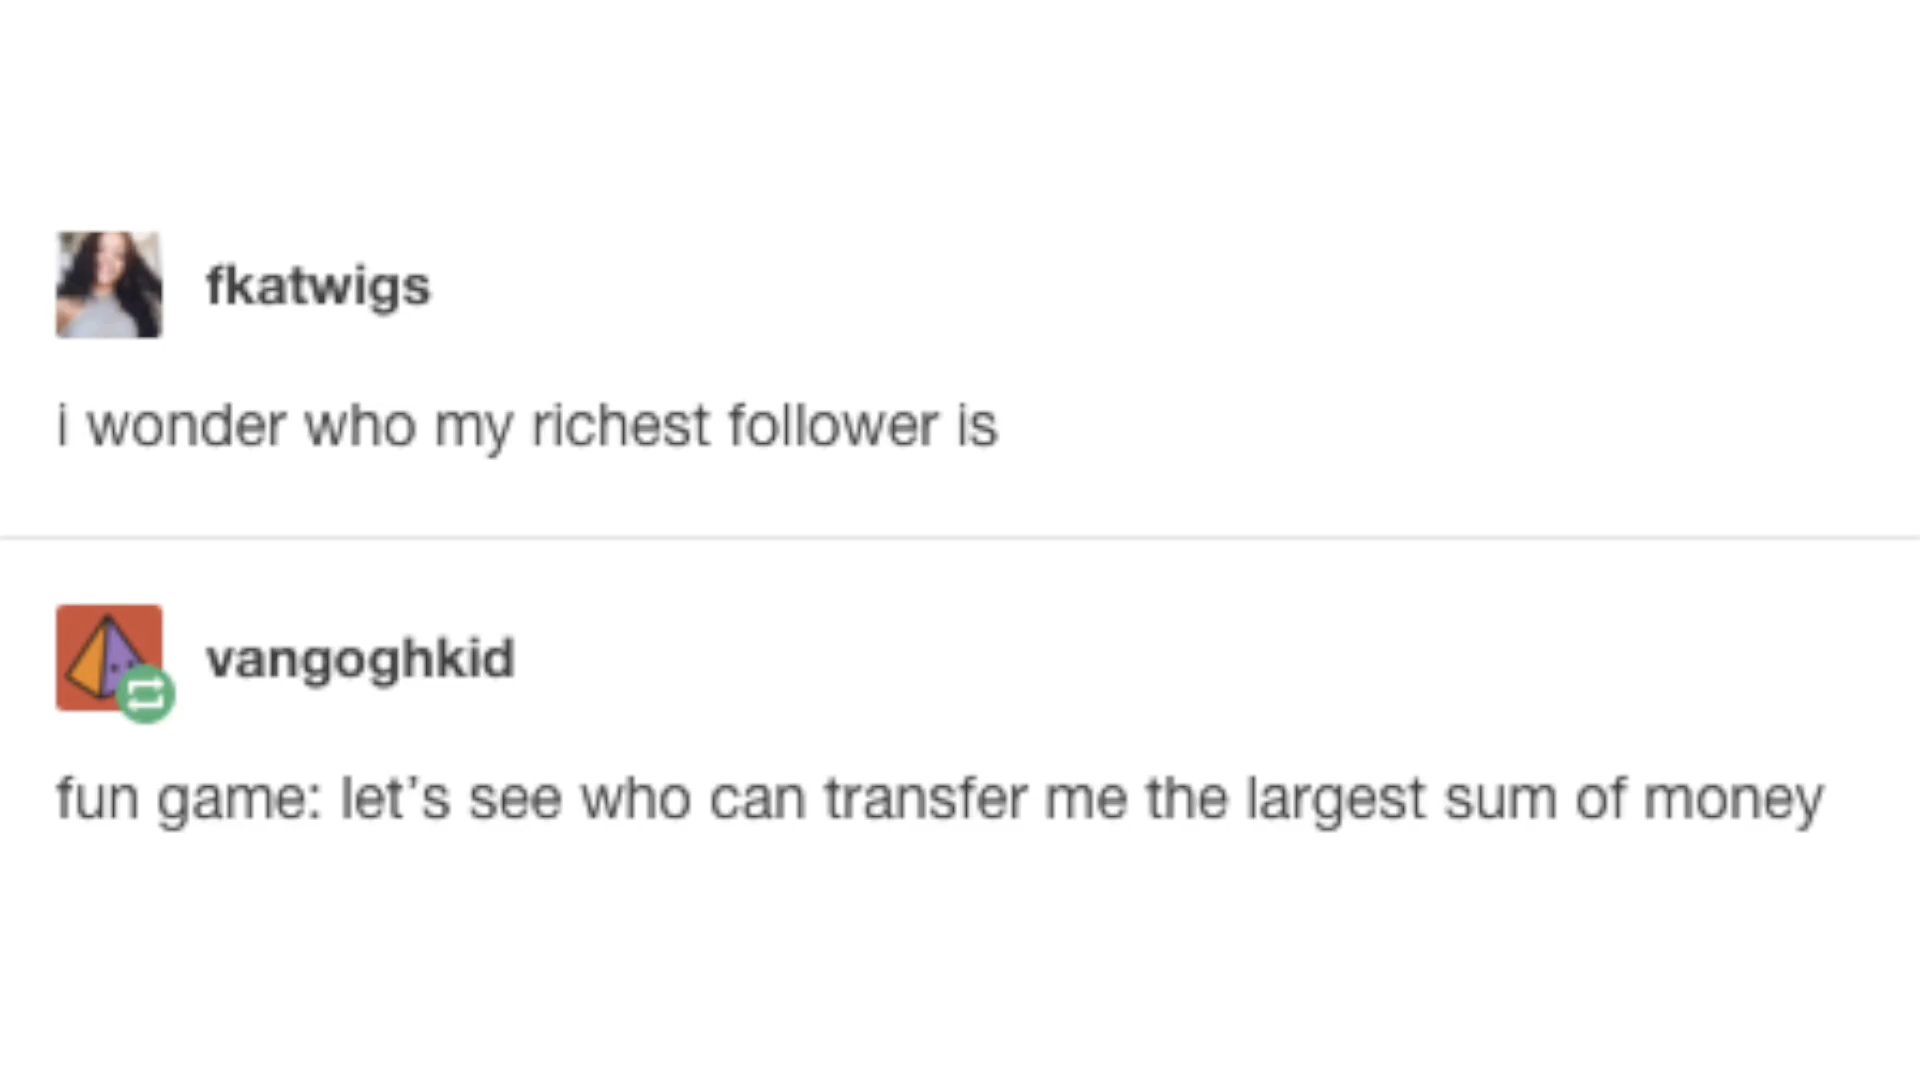 fkatwigs
i wonder who my richest follower is
vangoghkid
fun game: let’s see who can transfer me the largest sum of money